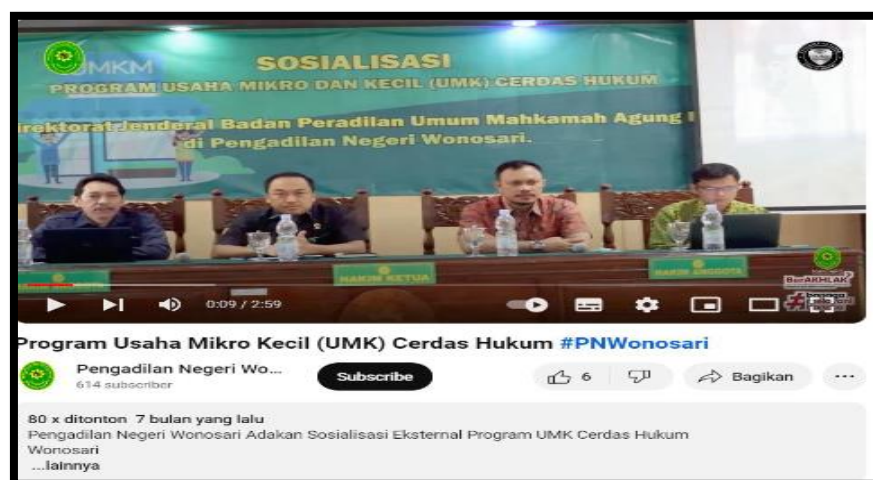 UMKM
SOSIALISASI
PROGRAM USAHA MIKRO DAN KECIL (UMK) CERDAS HUKUM
Direktorat Jenderal Badan Peradilan Umum Mahkamah Agung
di Pengadilan Negeri Wonosari.
HAKIM KETUA
HAKIM ANGGOTA
BerAKHLAK
#bangga
0:09 / 2:59
Program Usaha Mikro Kecil (UMK) Cerdas Hukum #PNWonosari
Pengadilan Negeri Wo...
614 subscriber
Subscribe
6
Bagikan
80 x ditonton 7 bulan yang lalu
Pengadilan Negeri Wonosari Adakan Sosialisasi Eksternal Program UMK Cerdas Hukum
Wonosari
...lainnya